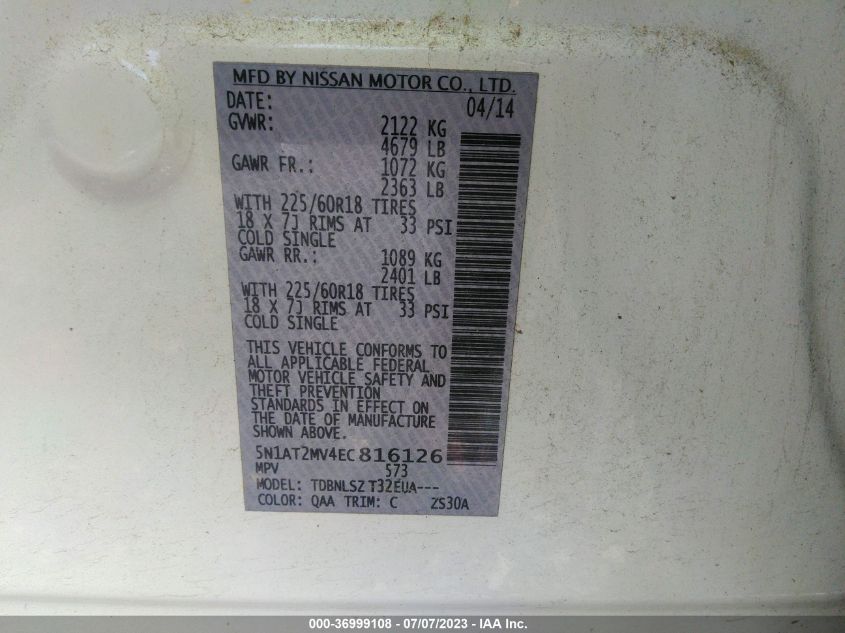 MFD BY NISSAN MOTOR CO., LTD.
DATE: 04/14
GVWR: 2122 KG
4679 LB
GAWR FR.: 1072 KG
2363 LB
WITH 225/60R18 TIRES
18 X 7J RIMS AT 33 PSI
COLD SINGLE
GAWR RR.: 1089 KG
2401 LB
WITH 225/60R18 TIRES
18 X 7J RIMS AT 33 PSI
COLD SINGLE
THIS VEHICLE CONFORMS TO
ALL APPLICABLE FEDERAL
MOTOR VEHICLE SAFETY AND
THEFT PREVENTION
STANDARDS IN EFFECT ON
THE DATE OF MANUFACTURE
SHOWN ABOVE.
5N1AT2MV4EC816126
MPV 573
MODEL: TDBNLSZ T32EUA---
COLOR: QAA TRIM: C ZS30A
000-36999108 - 07/07/2023 - IAA Inc.